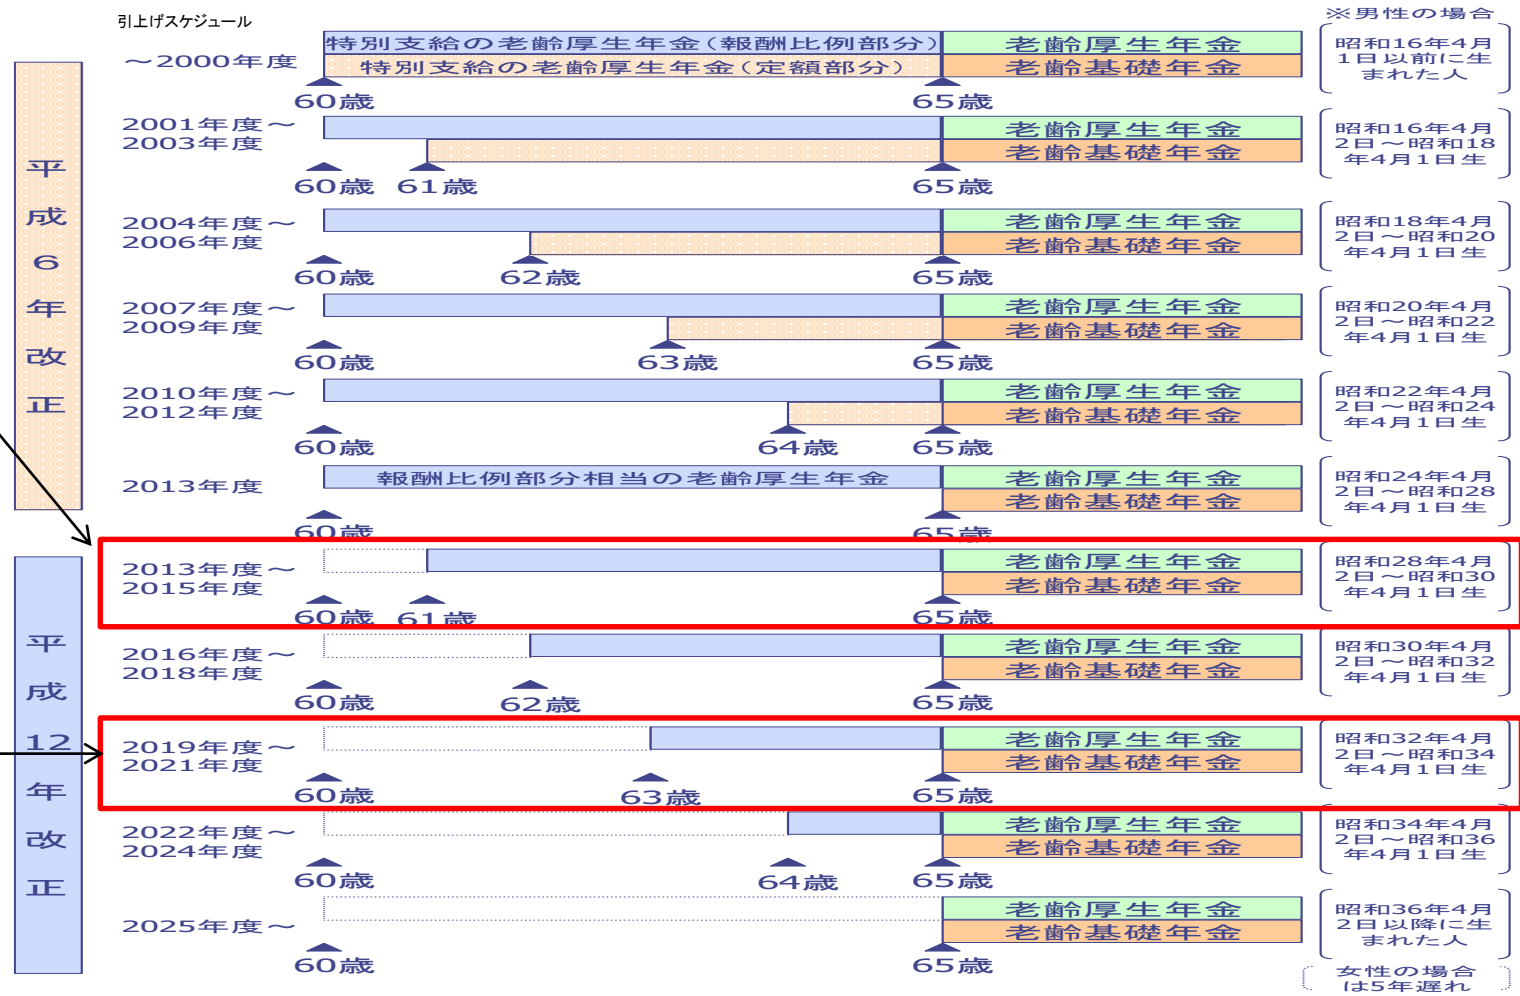 引上げスケジュール
※男性の場合
平成6年改正
～2000年度
特別支給の老齢厚生年金(報酬比例部分)
老齢厚生年金
特別支給の老齢厚生年金(定額部分)
老齢基礎年金
60歳
65歳
昭和16年4月
1日以前に生
まれた人
2001年度～
2003年度
老齢厚生年金
老齢基礎年金
60歳
61歳
65歳
昭和16年4月
2日～昭和18
年4月1日生
2004年度～
2006年度
老齢厚生年金
老齢基礎年金
60歳
62歳
65歳
昭和18年4月
2日～昭和20
年4月1日生
2007年度～
2009年度
老齢厚生年金
老齢基礎年金
60歳
63歳
65歳
昭和20年4月
2日～昭和22
年4月1日生
2010年度～
2012年度
老齢厚生年金
老齢基礎年金
60歳
64歳
65歳
昭和22年4月
2日～昭和24
年4月1日生
2013年度
報酬比例部分相当の老齢厚生年金
老齢厚生年金
老齢基礎年金
60歳
65歳
昭和24年4月
2日～昭和28
年4月1日生
平成12年改正
2013年度～
2015年度
老齢厚生年金
老齢基礎年金
60歳
61歳
65歳
昭和28年4月
2日～昭和30
年4月1日生
2016年度～
2018年度
老齢厚生年金
老齢基礎年金
60歳
62歳
65歳
昭和30年4月
2日～昭和32
年4月1日生
2019年度～
2021年度
老齢厚生年金
老齢基礎年金
60歳
63歳
65歳
昭和32年4月
2日～昭和34
年4月1日生
2022年度～
2024年度
老齢厚生年金
老齢基礎年金
60歳
64歳
65歳
昭和34年4月
2日～昭和36
年4月1日生
2025年度～
老齢厚生年金
老齢基礎年金
60歳
65歳
昭和36年4月
2日以降に生
まれた人
女性の場合
は5年遅れ